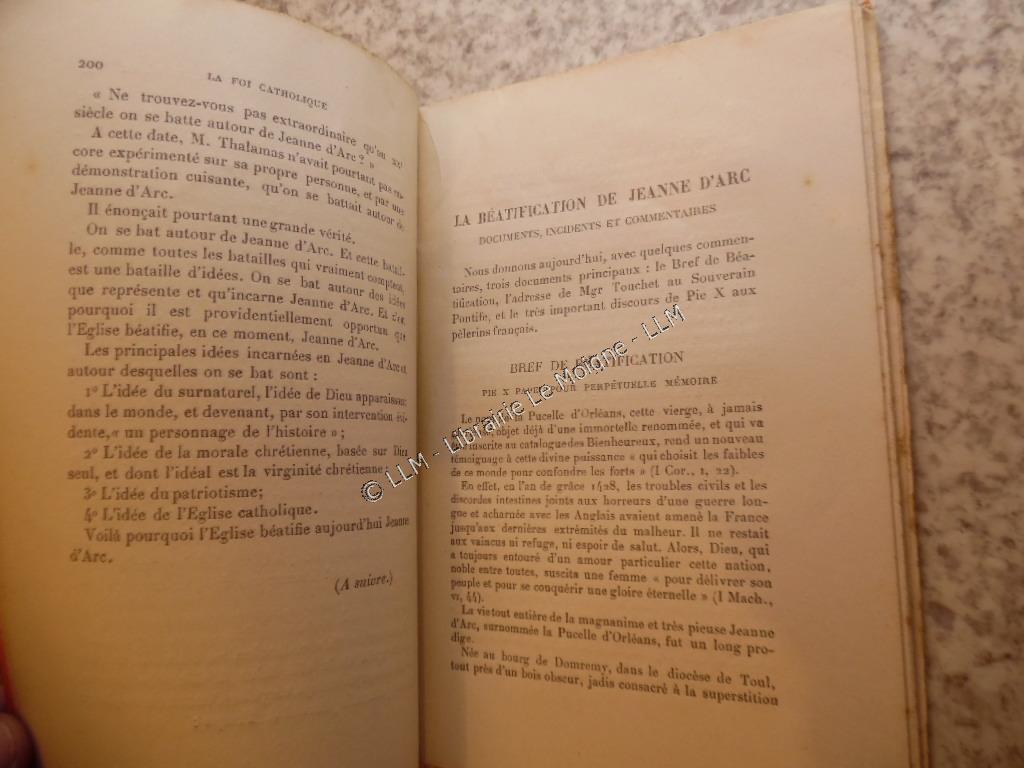 200
LA FOI CATHOLIQUE
« Ne trouvez-vous pas extraordinaire qu'au XXe
siècle on se batte autour de Jeanne d'Arc ? »
A cette date, M. Thalamas n'avait pourtant pas en-
core expérimenté sur sa propre personne, et par une
démonstration cuisante, qu'on se battait autour de
Jeanne d'Arc.
Il énonçait pourtant une grande vérité.
On se bat autour de Jeanne d'Arc. Et cette batail-
le, comme toutes les batailles qui vraiment comptent,
est une bataille d'idées. On se bat autour des idées
que représente et qu'incarne Jeanne d'Arc. Et c'est
pourquoi il est providentiellement opportun que
l'Eglise béatifie, en ce moment, Jeanne d'Arc.
Les principales idées incarnées en Jeanne d'Arc et
autour desquelles on se bat sont :
1º L'idée du surnaturel, l'idée de Dieu apparaissant
dans le monde, et devenant, par son intervention évi-
dente, « un personnage de l'histoire » ;
2º L'idée de la morale chrétienne, basée sur Dieu
seul, et dont l'idéal est la virginité chrétienne;
3º L'idée du patriotisme;
4º L'idée de l'Eglise catholique.
Voilà pourquoi l'Eglise béatifie aujourd'hui Jeanne
d'Arc.
(A suivre.)
LA BÉATIFICATION DE JEANNE D'ARC
DOCUMENTS, INCIDENTS ET COMMENTAIRES
Nous donnons aujourd'hui, avec quelques commen-
taires, trois documents principaux : le Bref de Béa-
tification, l'adresse de Mgr Touchet au Souverain
Pontife, et le très important discours de Pie X aux
pèlerins français.
BREF DE BÉATIFICATION
PIE X PAPE POUR PERPÉTUELLE MÉMOIRE
Le la Pucelle d'Orléans, cette vierge, à jamais
objet déjà d'une immortelle renommée, et qui va
inscrite au catalogue des Bienheureux, rend un nouveau
témoignage à cette divine puissance « qui choisit les faibles
de ce monde pour confondre les forts » (I Cor., 1, 22).
En effet, en l'an de grâce 1428, les troubles civils et les
discordes intestines joints aux horreurs d'une guerre lon-
gue et acharnée avec les Anglais avaient amené la France
jusqu'aux dernières extrémités du malheur. Il ne restait
aux vaincus ni refuge, ni espoir de salut. Alors, Dieu, qui
a toujours entouré d'un amour particulier cette nation,
noble entre toutes, suscita une femme « pour délivrer son
peuple et pour se conquérir une gloire éternelle » (I Mach.,
VI, 44).
La vie tout entière de la magnanime et très pieuse Jeanne
d'Arc, surnommée la Pucelle d'Orléans, fut un long pro-
dige.
Née au bourg de Domremy, dans le diocèse de Toul,
tout près d'un bois obscur, jadis consacré à la superstition
© LLM - Librairie Le Moigne - LLM